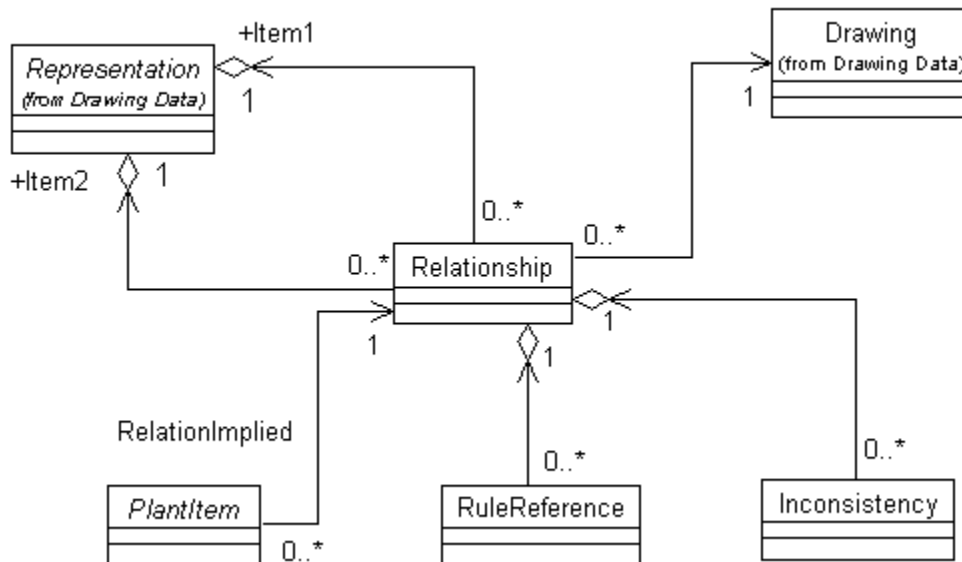 +Item1
Drawing
(from Drawing Data)
Representation
(from Drawing Data)
1
1
+Item2
1
0..*
0..*
0..*
Relationship
1
1
1
RelationImplied
0..*
0..*
PlantItem
RuleReference
Inconsistency
0..*